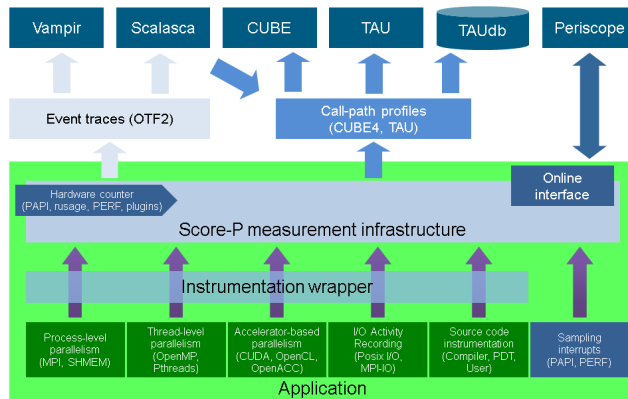 Vampir
Scalasca
CUBE
TAU
TAUdb
Periscope
Event traces (OTF2)
Call-path profiles
(CUBE4, TAU)
Online
interface
Hardware counter
(PAPI, rusage, PERF, plugins)
Score-P measurement infrastructure
Instrumentation wrapper
Process-level
parallelism
(MPI, SHMEM)
Thread-level
parallelism
(OpenMP,
Pthreads)
Accelerator-based
parallelism
(CUDA, OpenCL,
OpenACC)
I/O Activity
Recording
(Posix I/O,
MPI-IO)
Source code
instrumentation
(Compiler, PDT,
User)
Sampling
interrupts
(PAPI, PERF)
Application